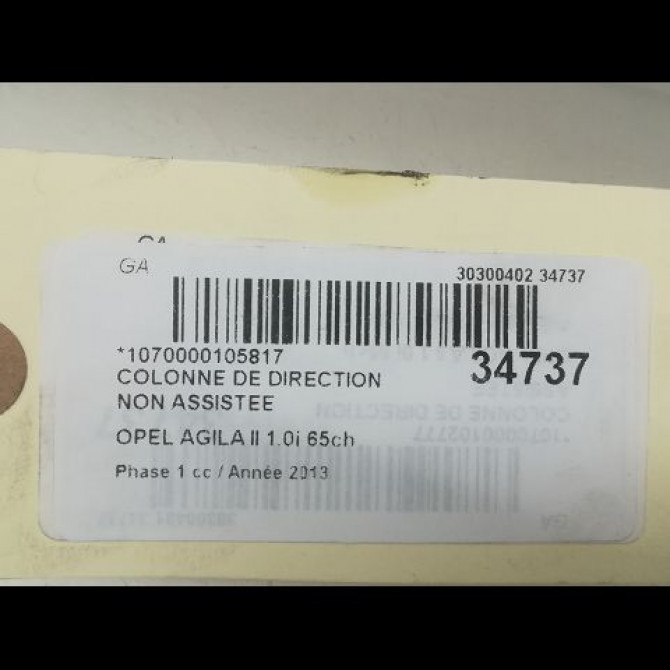 GA
30300402 34737
*1070000105817
34737
COLONNE DE DIRECTION
NON ASSISTEE
OPEL AGILA II 1.0i 65ch
Phase 1 cc / Année 2013